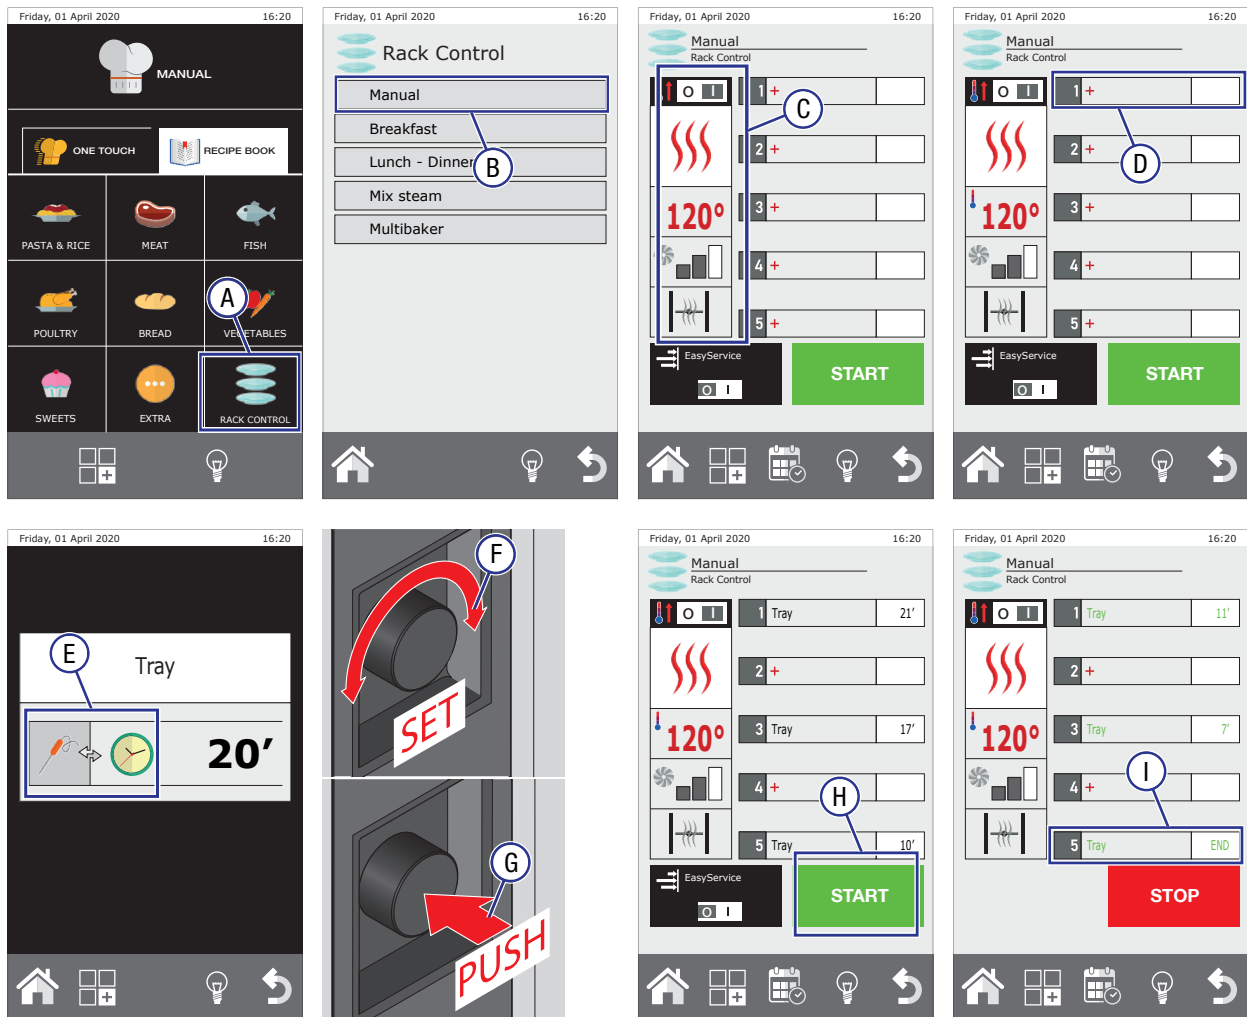 Friday, 01 April 2020 16:20
MANUAL
ONE TOUCH
RECIPE BOOK
PASTA & RICE
MEAT
FISH
A
POULTRY
BREAD
VEGETABLES
SWEETS
EXTRA
RACK CONTROL
Friday, 01 April 2020 16:20
Rack Control
Manual
Breakfast
Lunch - Dinner
B
Mix steam
Multibaker
Friday, 01 April 2020 16:20
Manual
Rack Control
O I
1 +
C
2 +
120°
3 +
4 +
5 +
EasyService
O I
START
Friday, 01 April 2020 16:20
Manual
Rack Control
O I
1 +
D
2 +
120°
3 +
4 +
5 +
EasyService
O I
START
Friday, 01 April 2020 16:20
E
Tray
20’
F
SET
G
PUSH
Friday, 01 April 2020 16:20
Manual
Rack Control
O I
1 Tray 21’
2 +
120°
3 Tray 17’
4 +
H
5 Tray 10’
EasyService
O I
START
Friday, 01 April 2020 16:20
Manual
Rack Control
O I
1 Tray 11’
2 +
120°
3 Tray 7’
I
4 +
5 Tray END
STOP